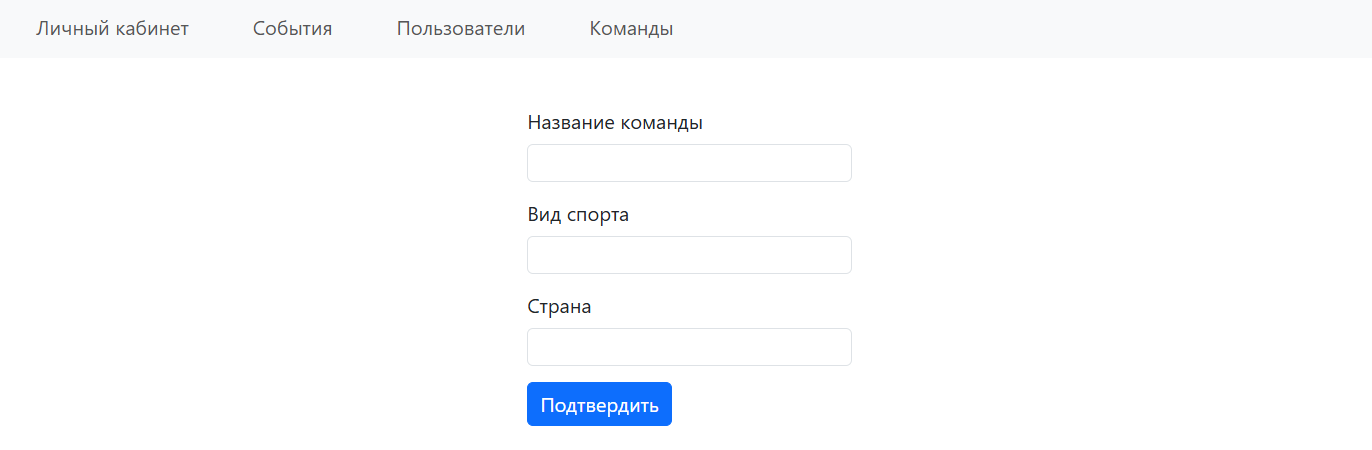 Личный кабинет События Пользователи Команды
Название команды
Вид спорта
Страна
Подтвердить